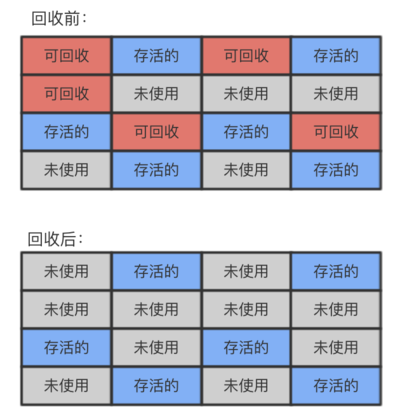 回收前：
可回收 存活的 可回收 存活的
可回收 未使用 未使用 未使用
存活的 可回收 存活的 可回收
未使用 存活的 未使用 存活的
回收后：
未使用 存活的 未使用 存活的
未使用 未使用 未使用 未使用
存活的 未使用 存活的 未使用
未使用 存活的 未使用 存活的